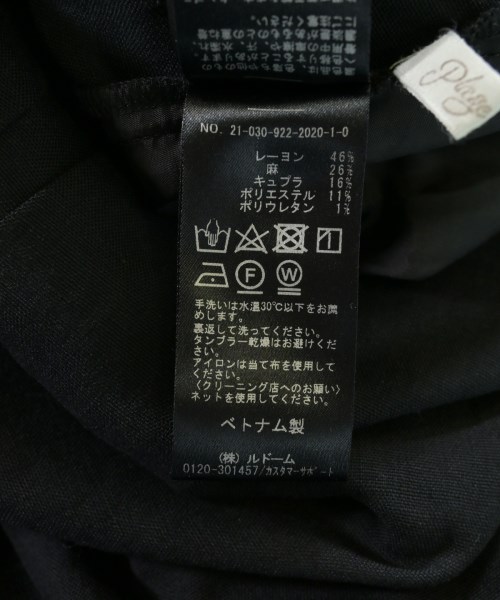 Plage
NO. 21-030-922-2020-1-0
レーヨン 46%
麻 26%
キュプラ 16%
ポリエステル 11%
ポリウレタン 1%
F W
手洗いは水温30℃以下をお薦
めします。
裏返して洗ってください。
タンブラー乾燥はお避けくだ
さい。
アイロンは当て布を使用して
ください。
〈クリーニング店へのお願い〉
ネットを使用してください。
ベトナム製
(株) ルドーム
0120-301457/カスタマーサポート